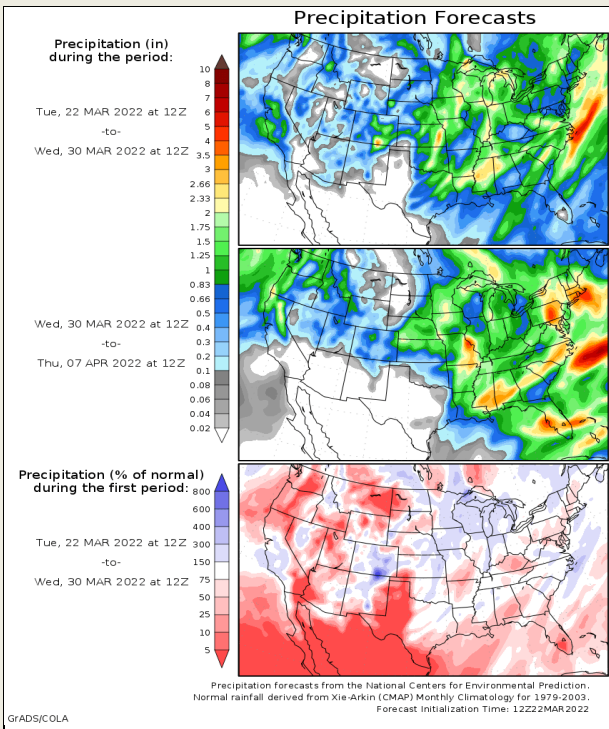 Precipitation Forecasts
Precipitation (in)
during the period:
Tue, 22 MAR 2022 at 12Z
-to-
Wed, 30 MAR 2022 at 12Z
10
8
7
6
5
4
3.5
3
2.66
2.33
2
1.75
1.5
1.25
1
0.83
0.66
0.5
0.4
0.3
0.2
0.1
0.08
0.06
0.04
0.02
Wed, 30 MAR 2022 at 12Z
-to-
Thu, 07 APR 2022 at 12Z
Precipitation (% of normal)
during the first period:
Tue, 22 MAR 2022 at 12Z
-to-
Wed, 30 MAR 2022 at 12Z
800
600
400
300
150
75
50
25
10
5
Precipitation forecasts from the National Centers for Environmental Prediction.
Normal rainfall derived from Xie-Arkin (CMAP) Monthly Climatology for 1979-2003.
Forecast Initialization Time: 12Z22MAR2022
GrADS/COLA